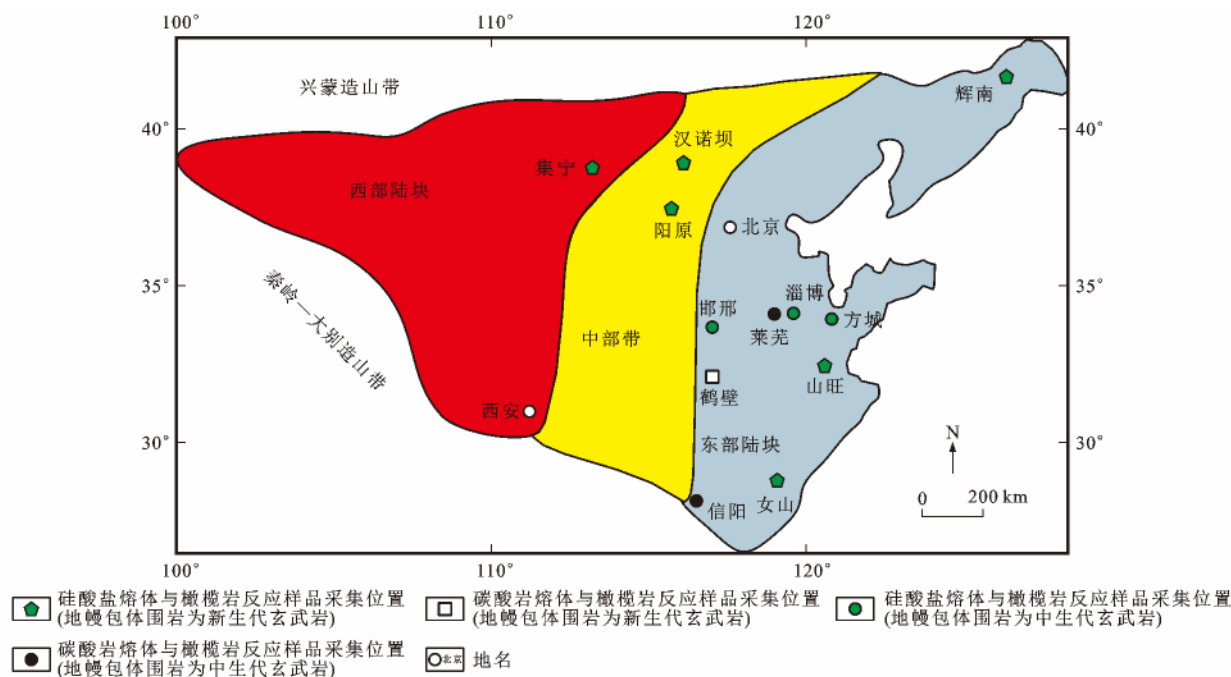 100° 110° 120°
兴蒙造山带
辉南
40° 汉诺坝 40°
集宁
西部陆块
阳原 北京
35° 35°
秦岭—大别造山带
邯邢 淄博
中部带 莱芜 方城
山旺
鹤壁
西安
30° 东部陆块 N 30°
信阳 女山
0 200 km
100° 110° 120°
硅酸盐熔体与橄榄岩反应样品采集位置
(地幔包体围岩为新生代玄武岩)
碳酸岩熔体与橄榄岩反应样品采集位置
(地幔包体围岩为新生代玄武岩)
硅酸盐熔体与橄榄岩反应样品采集位置
(地幔包体围岩为中生代玄武岩)
碳酸岩熔体与橄榄岩反应样品采集位置
(地幔包体围岩为中生代玄武岩)
北京 地名